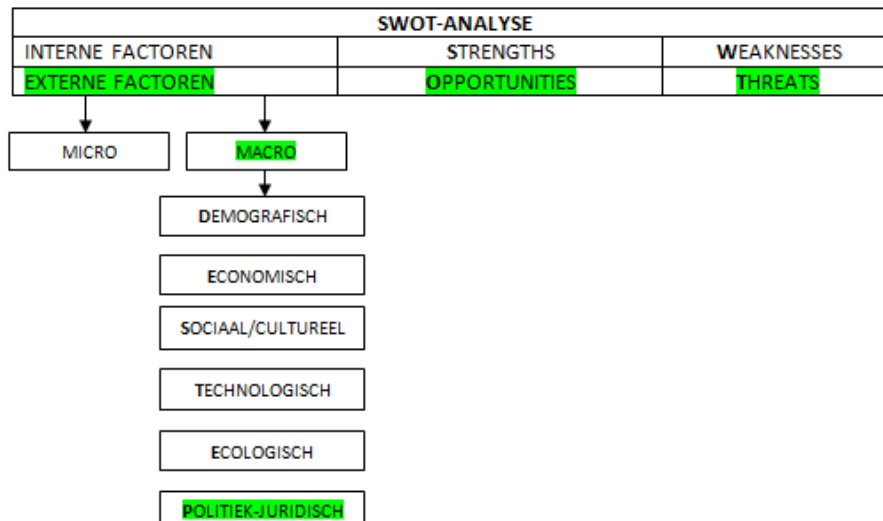 SWOT-ANALYSE
INTERNE FACTOREN STRENGTHS WEAKNESSES
EXTERNE FACTOREN OPPORTUNITIES THREATS
MICRO MACRO
DEMOGRAFISCH
ECONOMISCH
SOCIAAL/CULTUREEL
TECHNOLOGISCH
ECOLOGISCH
POLITIEK-JURIDISCH